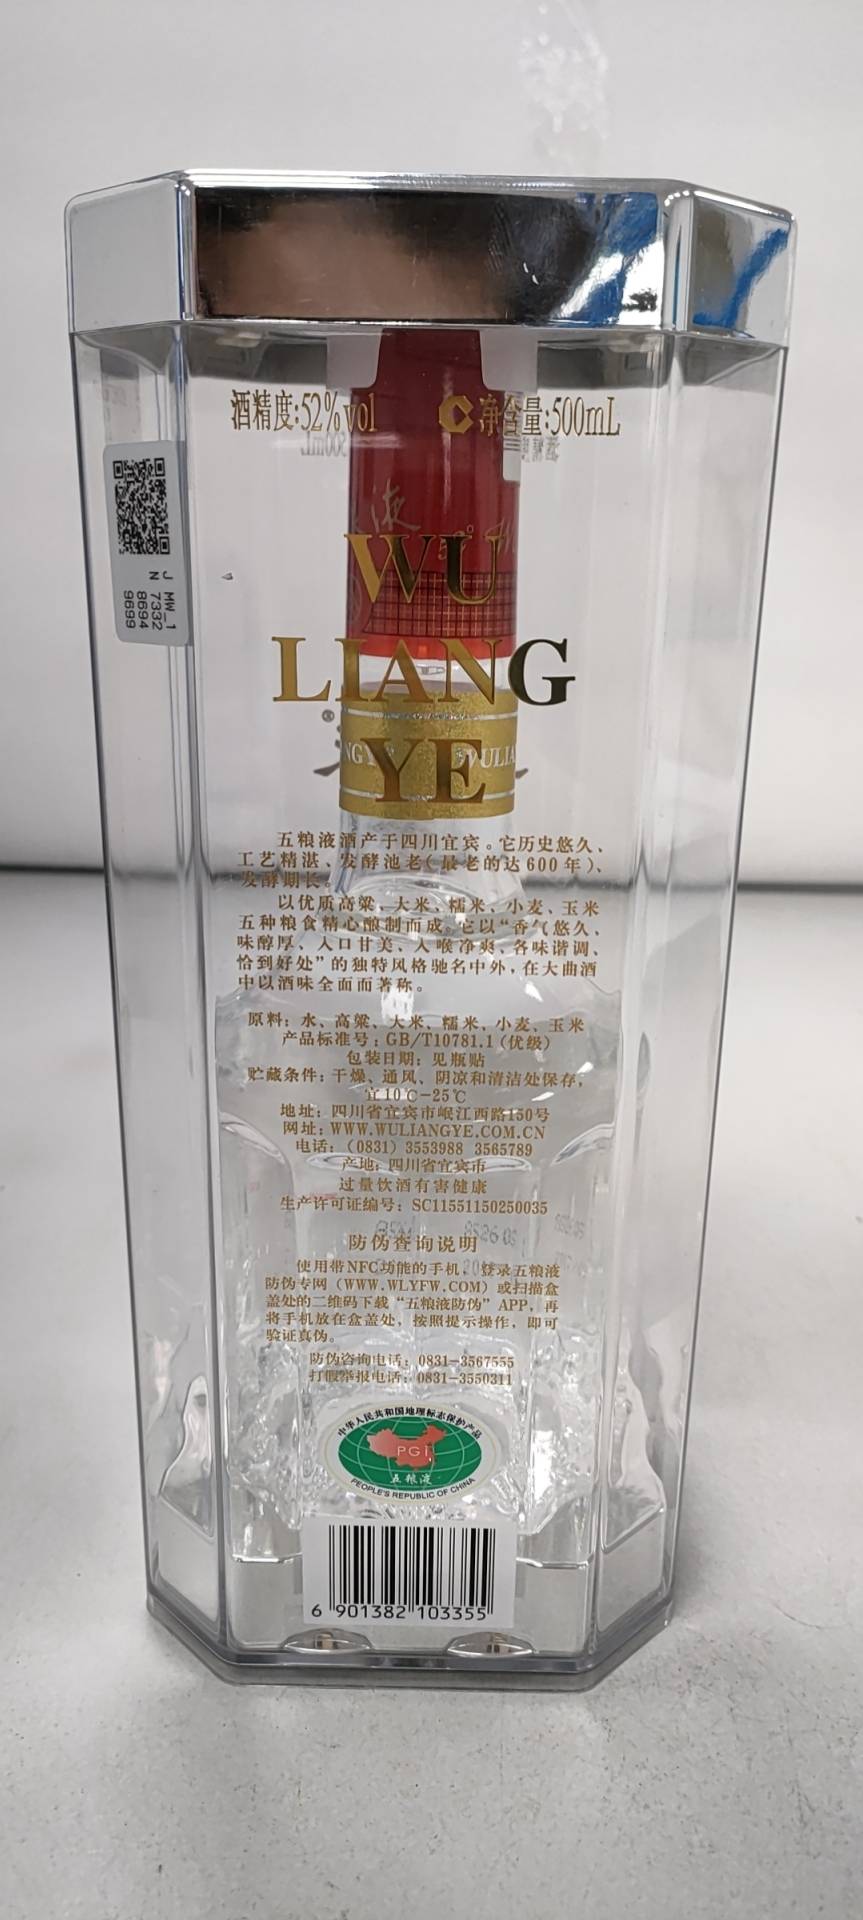 酒精度:52%vol
净含量:500mL
液
52°
WU
LIANG
YE
NGYE
WULIA
MW_1
J
7332
N
8694
9699
五粮液酒产于四川宜宾。它历史悠久、
工艺精湛、发酵池老(最老的达600年)、
发酵期长。
以优质高粱、大米、糯米、小麦、玉米
五种粮食精心酿制而成。它以“香气悠久、
味醇厚、入口甘美、入喉净爽、各味谐调、
恰到好处”的独特风格驰名中外,在大曲酒
中以酒味全面而著称。
原料:水、高粱、大米、糯米、小麦、玉米
产品标准号:GB/T10781.1(优级)
包装日期:见瓶贴
贮藏条件:干燥、通风、阴凉和清洁处保存,
宜10℃-25℃
地址:四川省宜宾市岷江西路150号
网址:WWW.WULIANGYE.COM.CN
电话:(0831)3553988 3565789
产地:四川省宜宾市
过量饮酒有害健康
生产许可证编号:SC11551150250035
防伪查询说明
使用带NFC功能的手机,登录五粮液
防伪专网(WWW.WLYFW.COM)或扫描盒
盖处的二维码下载“五粮液防伪”APP,再
将手机放在盒盖处,按照提示操作,即可
验证真伪。
防伪咨询电话:0831-3567555
打假举报电话:0831-3550311
中华人民共和国地理标志保护产品
PGI
五粮液
PEOPLE'S REPUBLIC OF CHINA
6 901382 103355